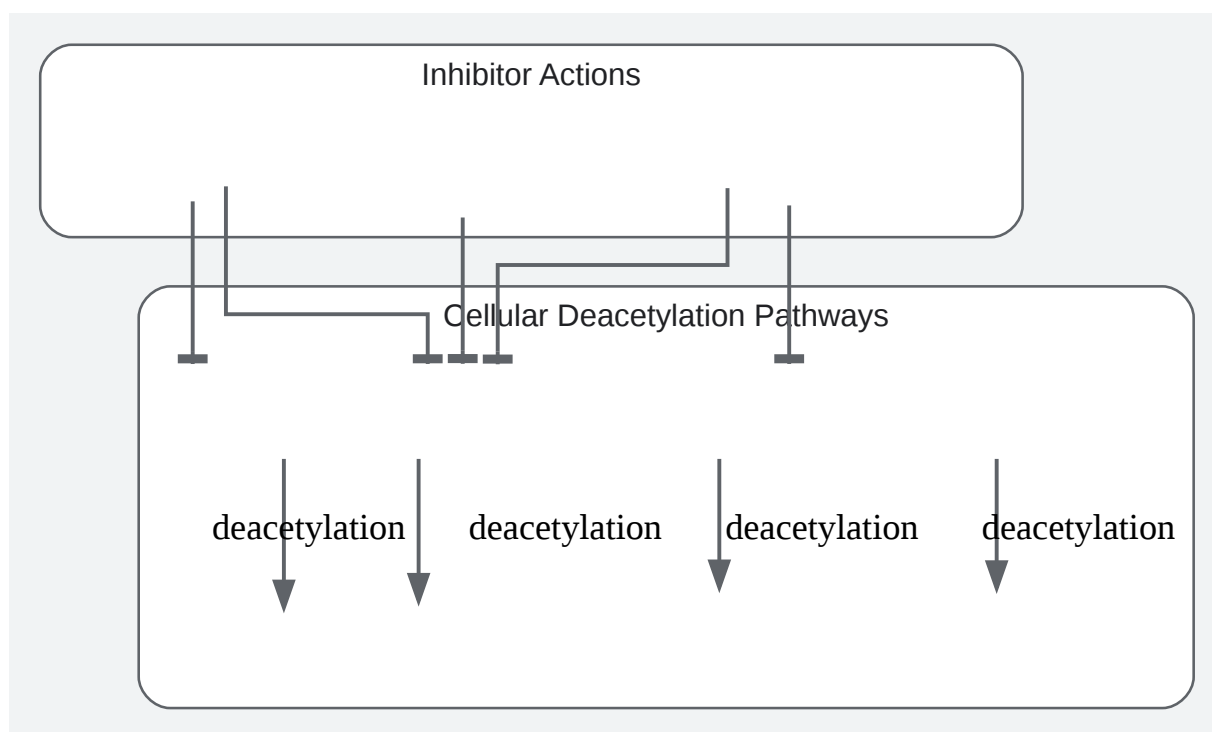 Inhibitor Actions
Cellular Deacetylation Pathways
deacetylation
deacetylation
deacetylation
deacetylation